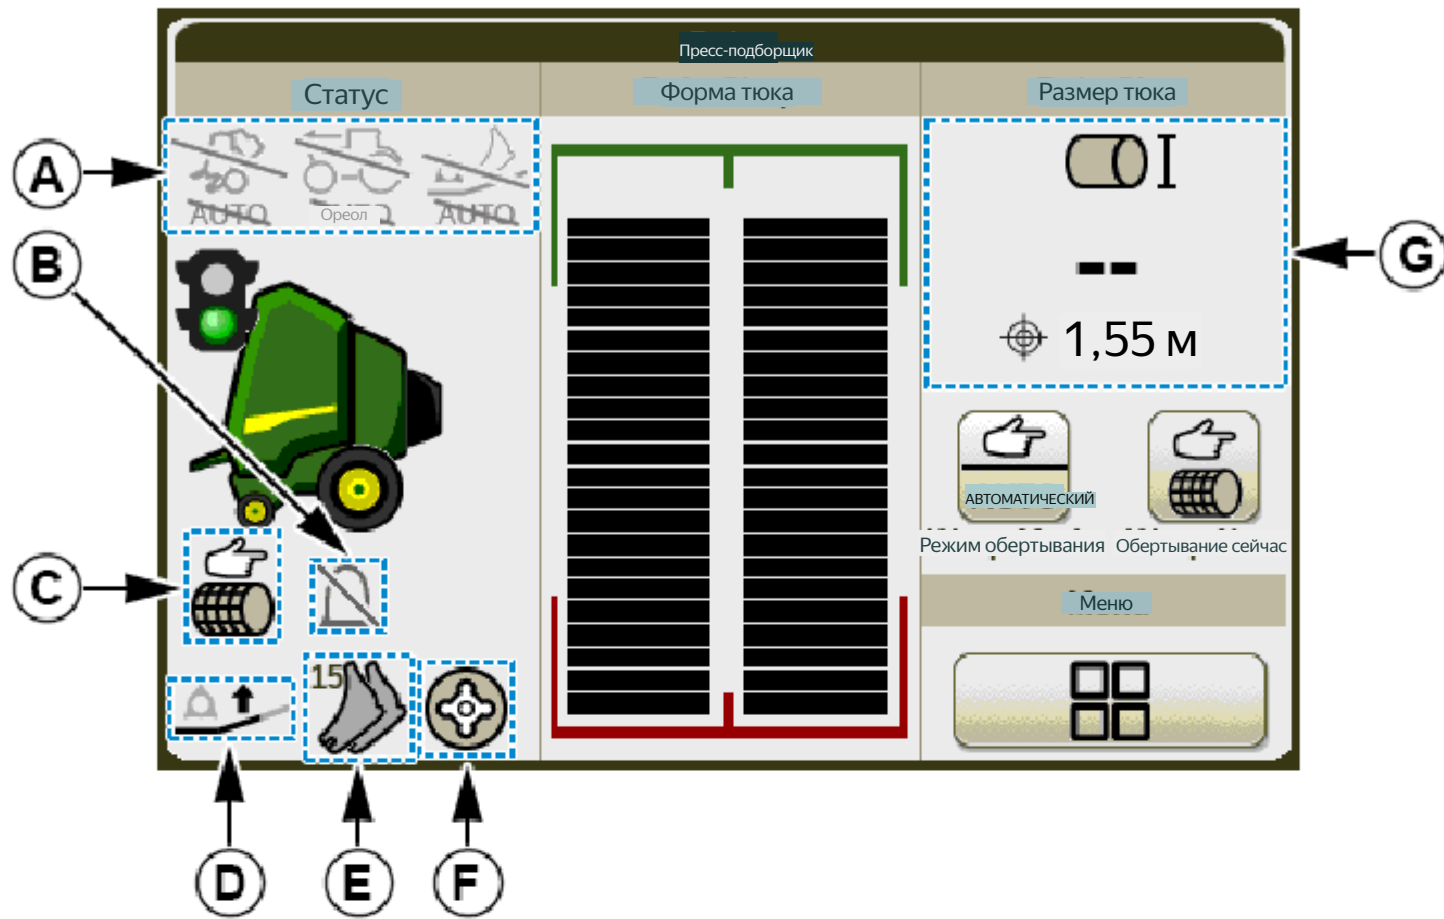 Пресс-подборщик
Статус
Форма тюка
Размер тюка
A
AUTO
Ореол
AUTO
B
G
1,55 м
АВТОМАТИЧЕСКИЙ
Режим обертывания
Обертывание сейчас
C
Меню
15
D
E
F